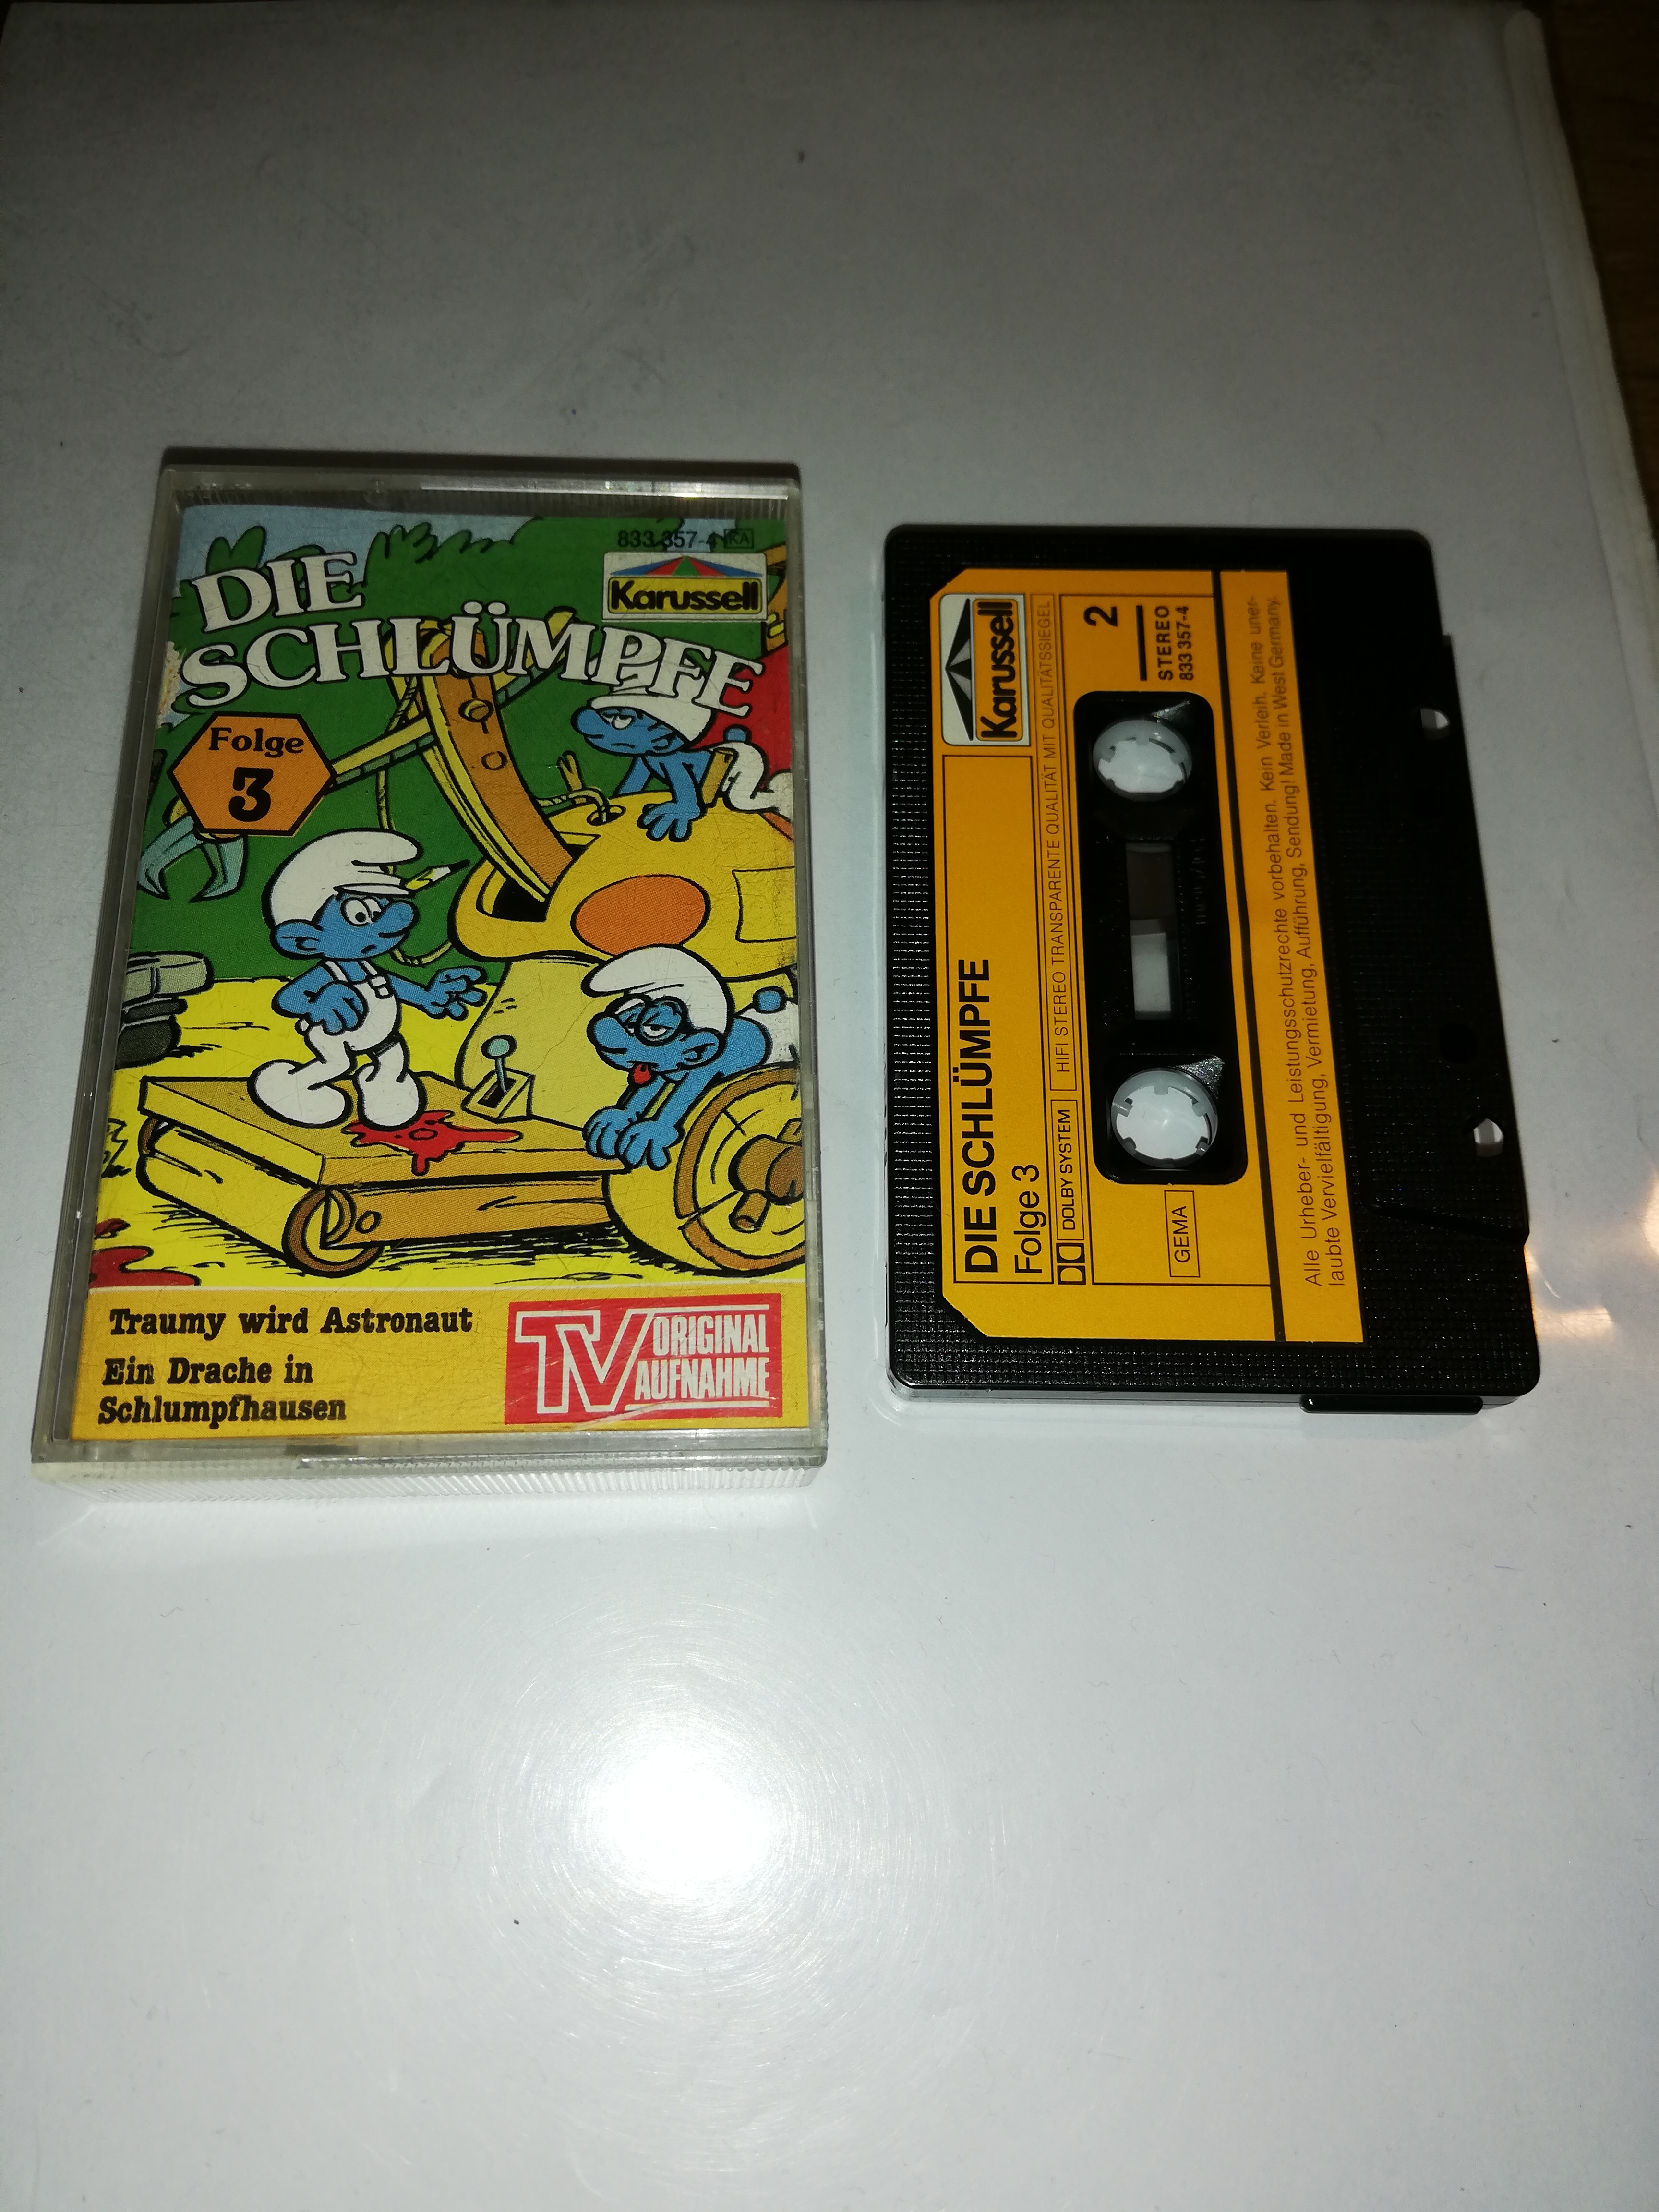 833 357-4 KA
Karussell
DIE
SCHLÜMPFE
Folge
3
Traumy wird Astronaut
Ein Drache in
Schlumpfhausen
TV ORIGINAL
AUFNAHME
Karussell
DIE SCHLÜMPFE
Folge 3
DOLBY SYSTEM
HIFI STEREO TRANSPARENTE QUALITÄT MIT QUALITÄTSSIEGEL
2
STEREO
833 357-4
GEMA
Alle Urheber- und Leistungsschutzrechte vorbehalten. Kein Verleih. Keine uner-
laubte Vervielfältigung, Vermietung, Aufführung, Sendung! Made in West Germany.